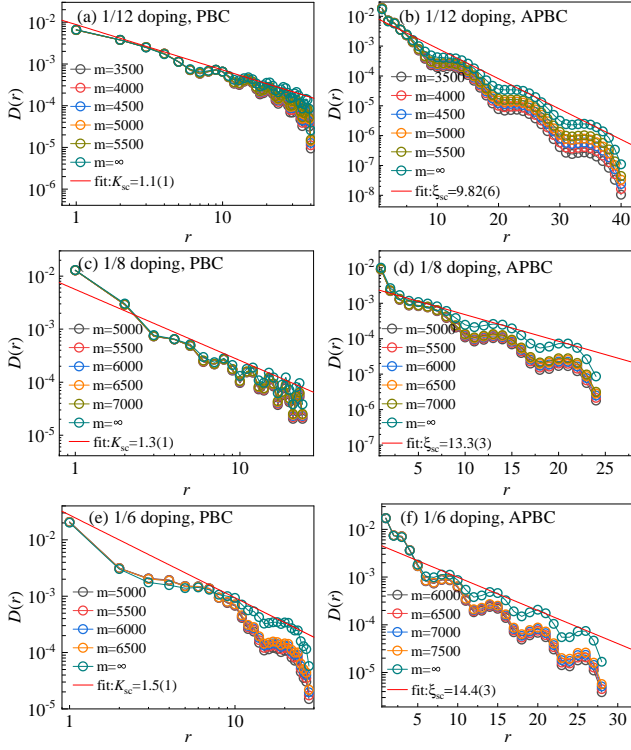 (a) 1/12 doping, PBC
10⁻²
10⁻³
10⁻⁴
10⁻⁵
10⁻⁶
D(r)
m=3500
m=4000
m=4500
m=5000
m=5500
m=∞
fit:K_sc=1.1(1)
1
10
r
(b) 1/12 doping, APBC
10⁻²
10⁻³
10⁻⁴
10⁻⁵
10⁻⁶
10⁻⁷
10⁻⁸
D(r)
m=3500
m=4000
m=4500
m=5000
m=5500
m=∞
fit:ξ_sc=9.82(6)
10
20
30
40
r
(c) 1/8 doping, PBC
10⁻²
10⁻³
10⁻⁴
10⁻⁵
D(r)
m=5000
m=5500
m=6000
m=6500
m=7000
m=∞
fit:K_sc=1.3(1)
1
10
r
(d) 1/8 doping, APBC
10⁻²
10⁻³
10⁻⁴
10⁻⁵
10⁻⁶
10⁻⁷
D(r)
m=5000
m=5500
m=6000
m=6500
m=7000
m=∞
fit:ξ_sc=13.3(3)
5
10
15
20
25
r
(e) 1/6 doping, PBC
10⁻²
10⁻³
10⁻⁴
10⁻⁵
D(r)
m=5000
m=5500
m=6000
m=6500
m=∞
fit:K_sc=1.5(1)
1
10
r
(f) 1/6 doping, APBC
10⁻²
10⁻³
10⁻⁴
10⁻⁵
D(r)
m=6000
m=6500
m=7000
m=7500
m=∞
fit:ξ_sc=14.4(3)
5
10
15
20
25
30
r